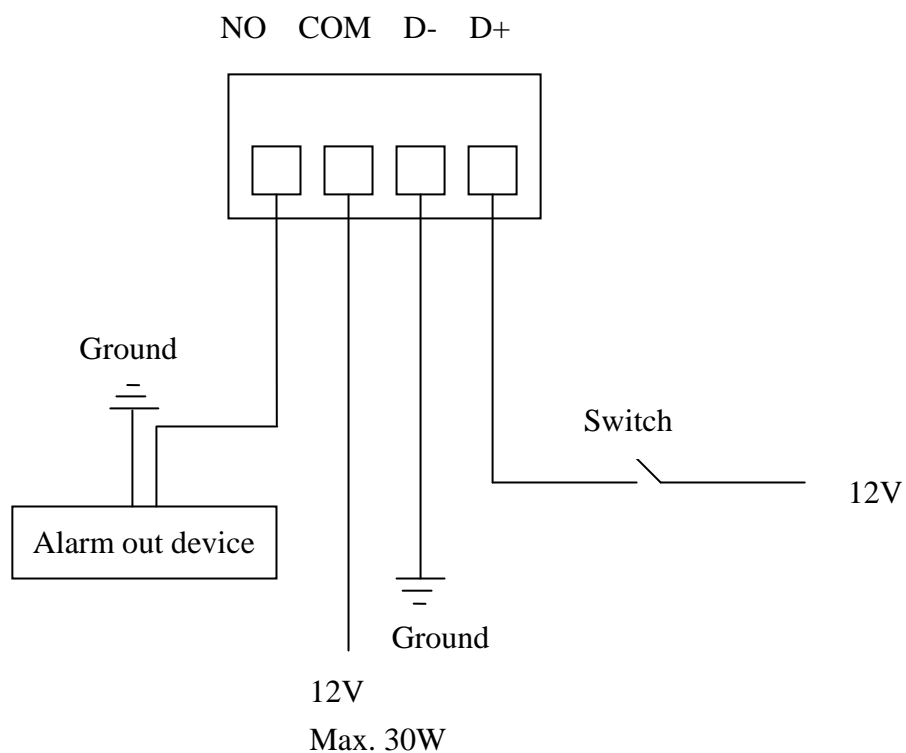 NO COM D- D+
Ground
Switch
12V
Alarm out device
Ground
12V
Max. 30W